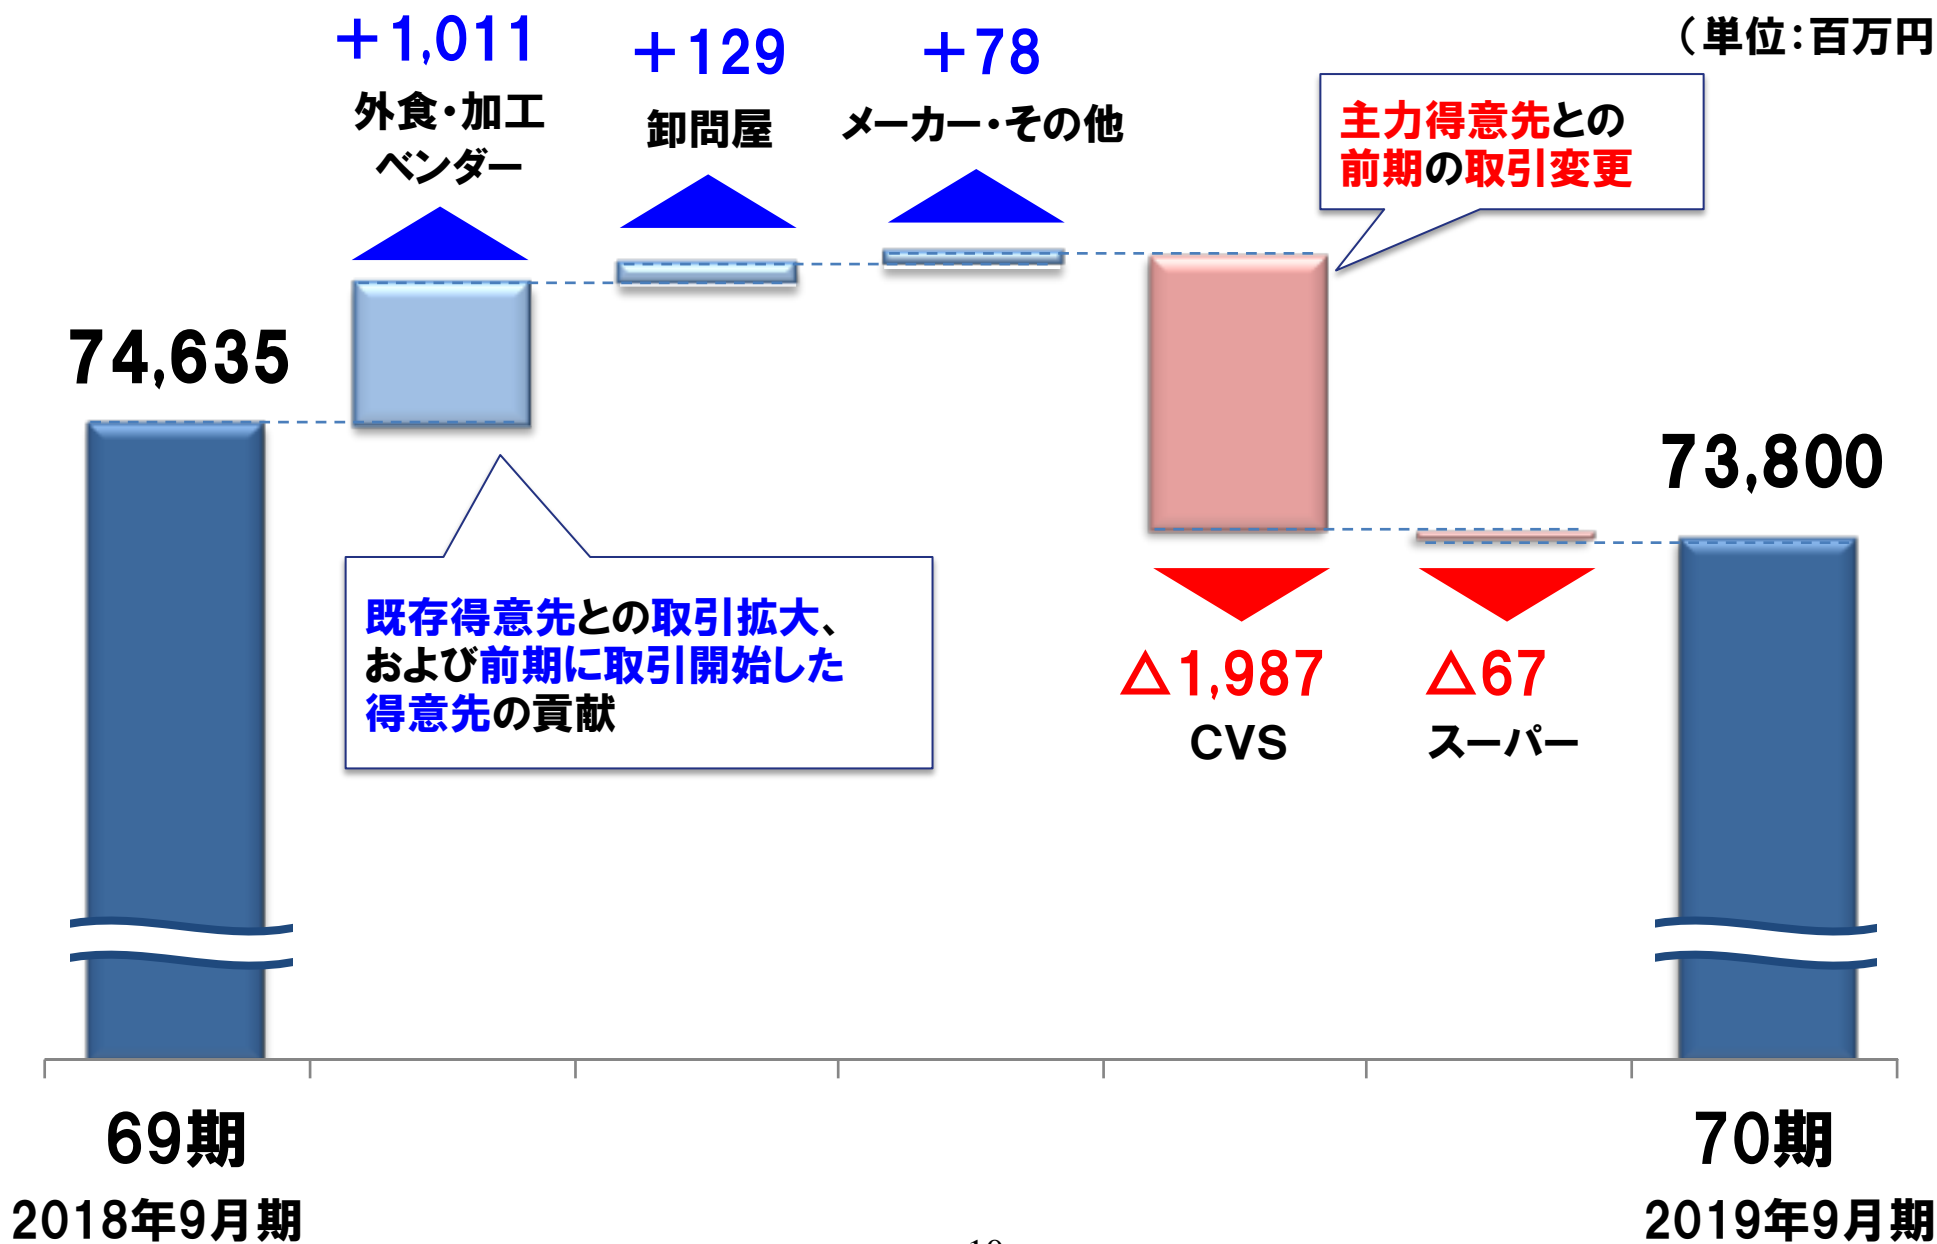 (単位：百万円
＋1,011
外食・加工
ベンダー
＋129
卸問屋
＋78
メーカー・その他
主力得意先との
前期の取引変更
74,635
73,800
既存得意先との取引拡大、
および前期に取引開始した
得意先の貢献
△1,987
CVS
△67
スーパー
69期
2018年9月期
70期
2019年9月期